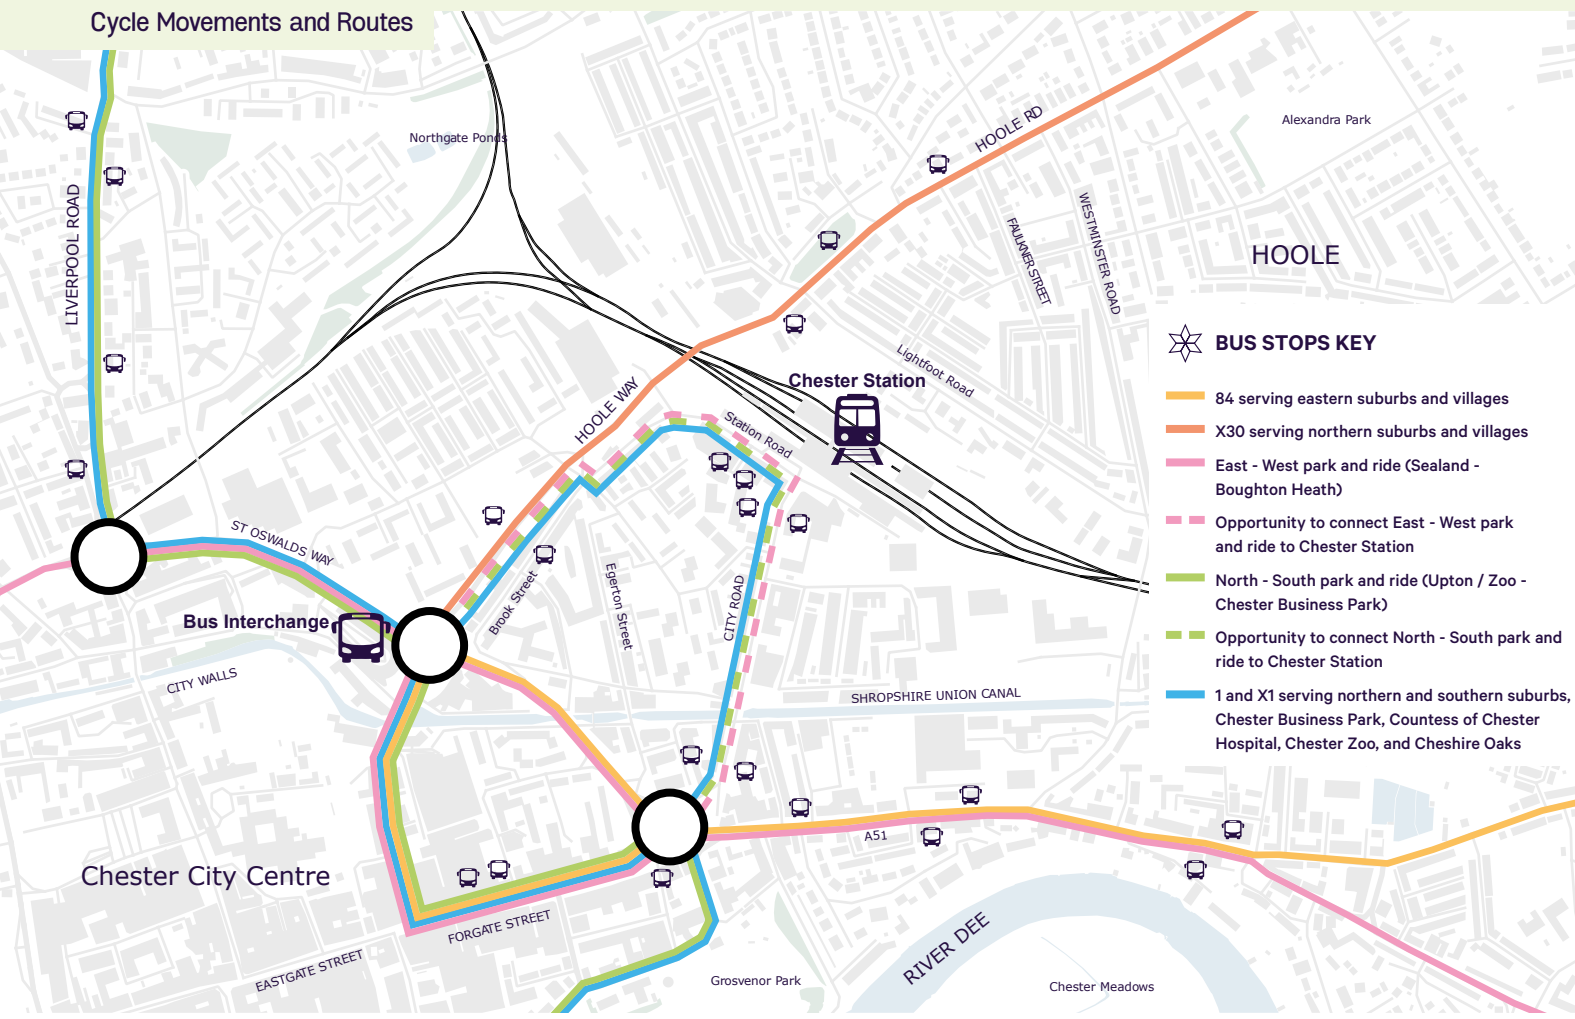 Cycle Movements and Routes
Northgate Ponds
HOOLE RD
Alexandra Park
LIVERPOOL ROAD
FAULKNER STREET
WESTMINSTER ROAD
HOOLE
Lightfoot Road
Chester Station
HOOLE WAY
Station Road
BUS STOPS KEY
84 serving eastern suburbs and villages
X30 serving northern suburbs and villages
East - West park and ride (Sealand -
Boughton Heath)
Opportunity to connect East - West park
and ride to Chester Station
North - South park and ride (Upton / Zoo -
Chester Business Park)
Opportunity to connect North - South park and
ride to Chester Station
1 and X1 serving northern and southern suburbs,
Chester Business Park, Countess of Chester
Hospital, Chester Zoo, and Cheshire Oaks
ST OSWALDS WAY
Brook Street
Egerton Street
CITY ROAD
Bus Interchange
CITY WALLS
SHROPSHIRE UNION CANAL
A51
Chester City Centre
FORGATE STREET
EASTGATE STREET
RIVER DEE
Grosvenor Park
Chester Meadows